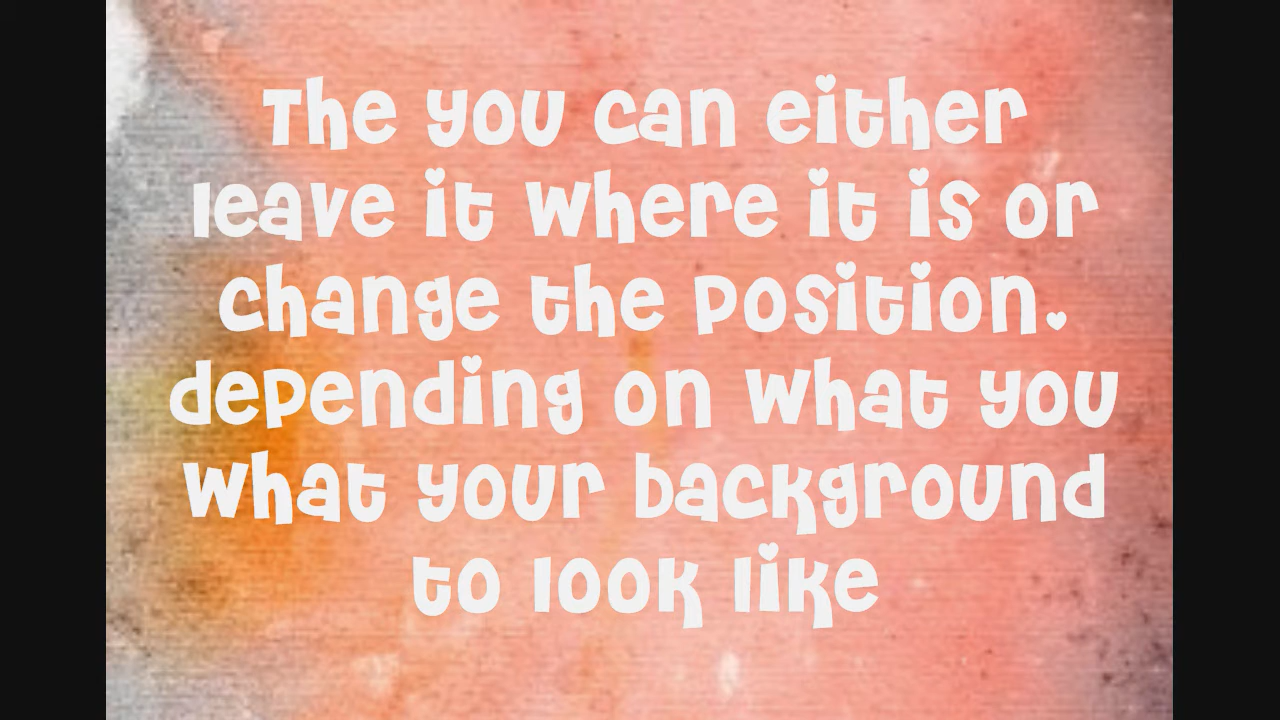 The you can either
leave it where it is or
change the position.
depending on what you
what your background
to look like